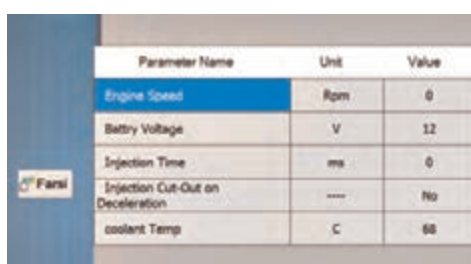 Parameter Name Unit Value
Engine Speed Rpm 0
Battry Voltage V 12
Injection Time ms 0
Farsi
Injection Cut-Out on
Deceleration ---- No
coolant Temp C 68